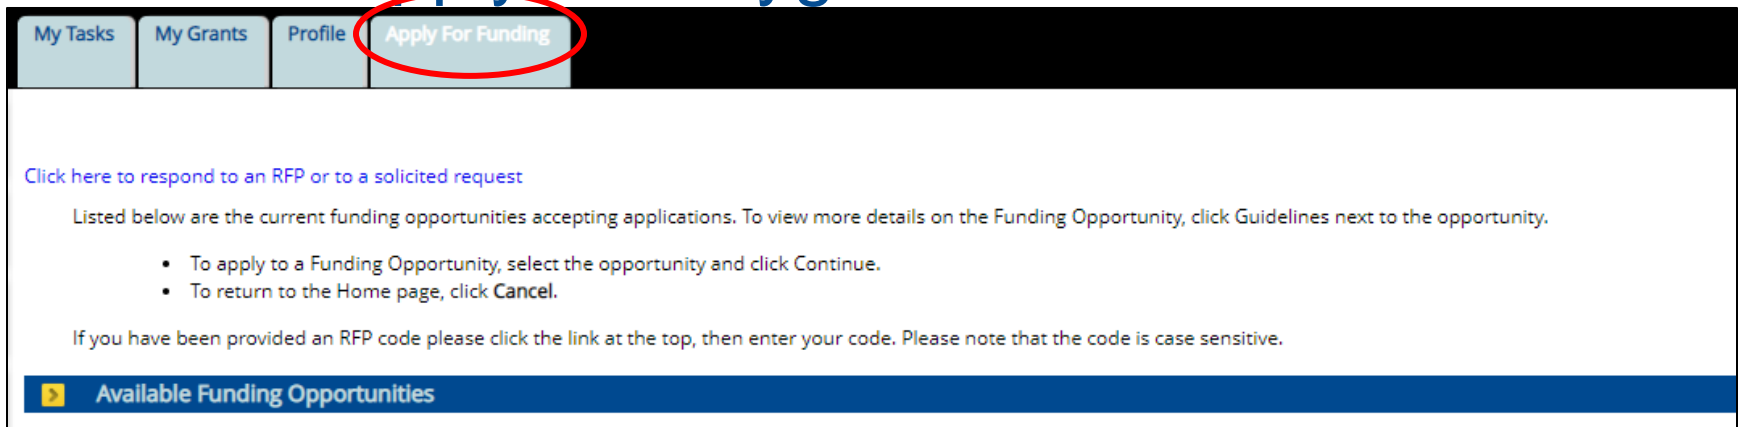 My Tasks My Grants Profile Apply For Funding
Click here to respond to an RFP or to a solicited request
Listed below are the current funding opportunities accepting applications. To view more details on the Funding Opportunity, click Guidelines next to the opportunity.
• To apply to a Funding Opportunity, select the opportunity and click Continue.
• To return to the Home page, click Cancel.
If you have been provided an RFP code please click the link at the top, then enter your code. Please note that the code is case sensitive.
Available Funding Opportunities